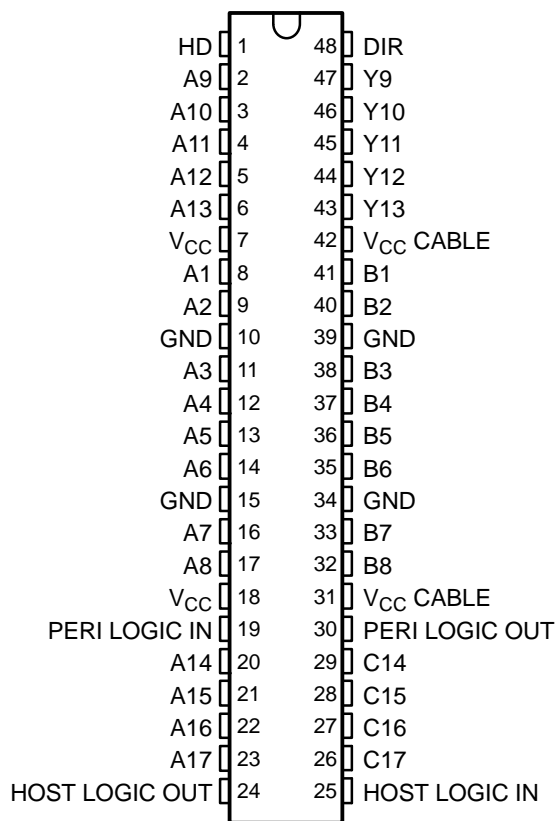 HD 1 48 DIR
A9 2 47 Y9
A10 3 46 Y10
A11 4 45 Y11
A12 5 44 Y12
A13 6 43 Y13
VCC 7 42 VCC CABLE
A1 8 41 B1
A2 9 40 B2
GND 10 39 GND
A3 11 38 B3
A4 12 37 B4
A5 13 36 B5
A6 14 35 B6
GND 15 34 GND
A7 16 33 B7
A8 17 32 B8
VCC 18 31 VCC CABLE
PERI LOGIC IN 19 30 PERI LOGIC OUT
A14 20 29 C14
A15 21 28 C15
A16 22 27 C16
A17 23 26 C17
HOST LOGIC OUT 24 25 HOST LOGIC IN